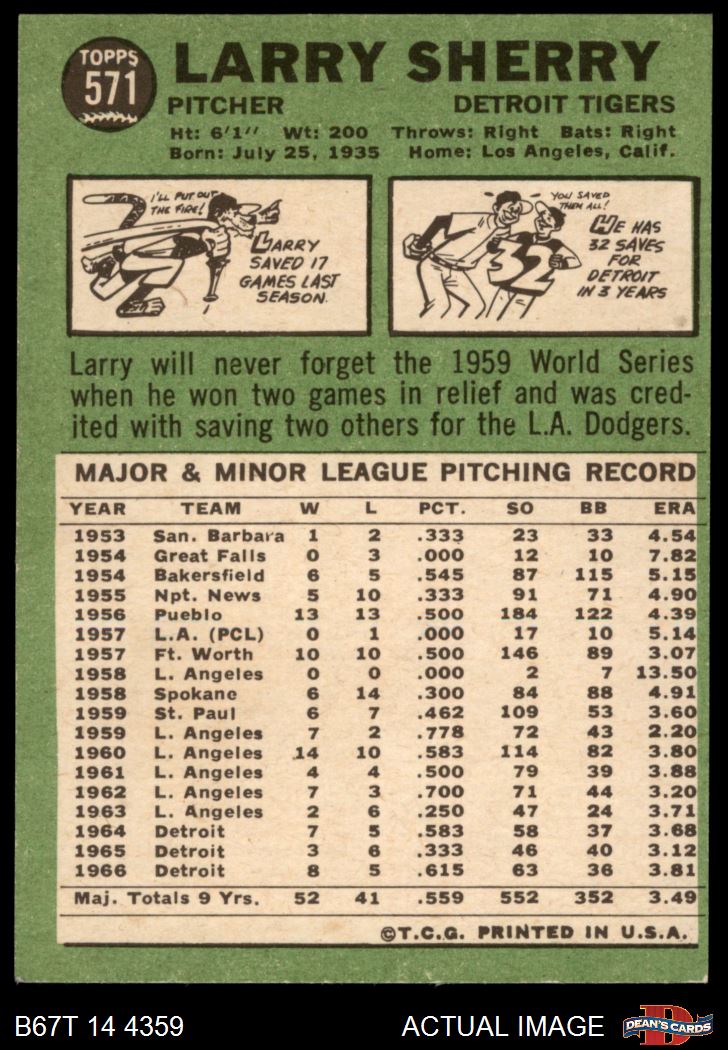 TOPPS
571
LARRY SHERRY
PITCHER DETROIT TIGERS
Ht: 6'1" Wt: 200 Throws: Right Bats: Right
Born: July 25, 1935 Home: Los Angeles, Calif.
I'LL PUT OUT
THE FIRE!
LARRY
SAVED 17
GAMES LAST
SEASON.
YOU SAVED
THEM ALL!
32
HE HAS
32 SAVES
FOR
DETROIT
IN 3 YEARS
Larry will never forget the 1959 World Series
when he won two games in relief and was cred-
ited with saving two others for the L.A. Dodgers.
MAJOR & MINOR LEAGUE PITCHING RECORD
YEAR TEAM W L PCT. SO BB ERA
1953 San. Barbara 1 2 .333 23 33 4.54
1954 Great Falls 0 3 .000 12 10 7.82
1954 Bakersfield 6 5 .545 87 115 5.15
1955 Npt. News 5 10 .333 91 71 4.90
1956 Pueblo 13 13 .500 184 122 4.39
1957 L.A. (PCL) 0 1 .000 17 10 5.14
1957 Ft. Worth 10 10 .500 146 89 3.07
1958 L. Angeles 0 0 .000 2 7 13.50
1958 Spokane 6 14 .300 84 88 4.91
1959 St. Paul 6 7 .462 109 53 3.60
1959 L. Angeles 7 2 .778 72 43 2.20
1960 L. Angeles 14 10 .583 114 82 3.80
1961 L. Angeles 4 4 .500 79 39 3.88
1962 L. Angeles 7 3 .700 71 44 3.20
1963 L. Angeles 2 6 .250 47 24 3.71
1964 Detroit 7 5 .583 58 37 3.68
1965 Detroit 3 6 .333 46 40 3.12
1966 Detroit 8 5 .615 63 36 3.81
Maj. Totals 9 Yrs. 52 41 .559 552 352 3.49
©T.C.G. PRINTED IN U.S.A.
B67T 14 4359 ACTUAL IMAGE
D
DEAN'S CARDS